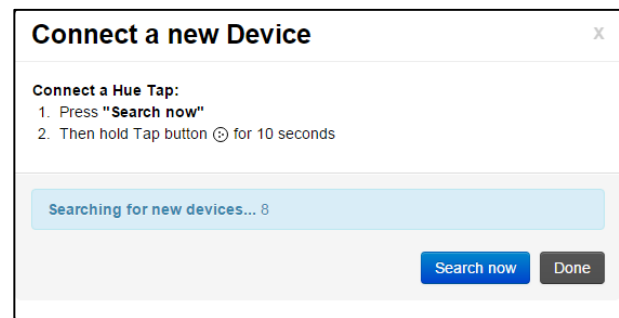 Connect a new Device
x
Connect a Hue Tap:
1. Press "Search now"
2. Then hold Tap button for 10 seconds
Searching for new devices... 8
Search now Done